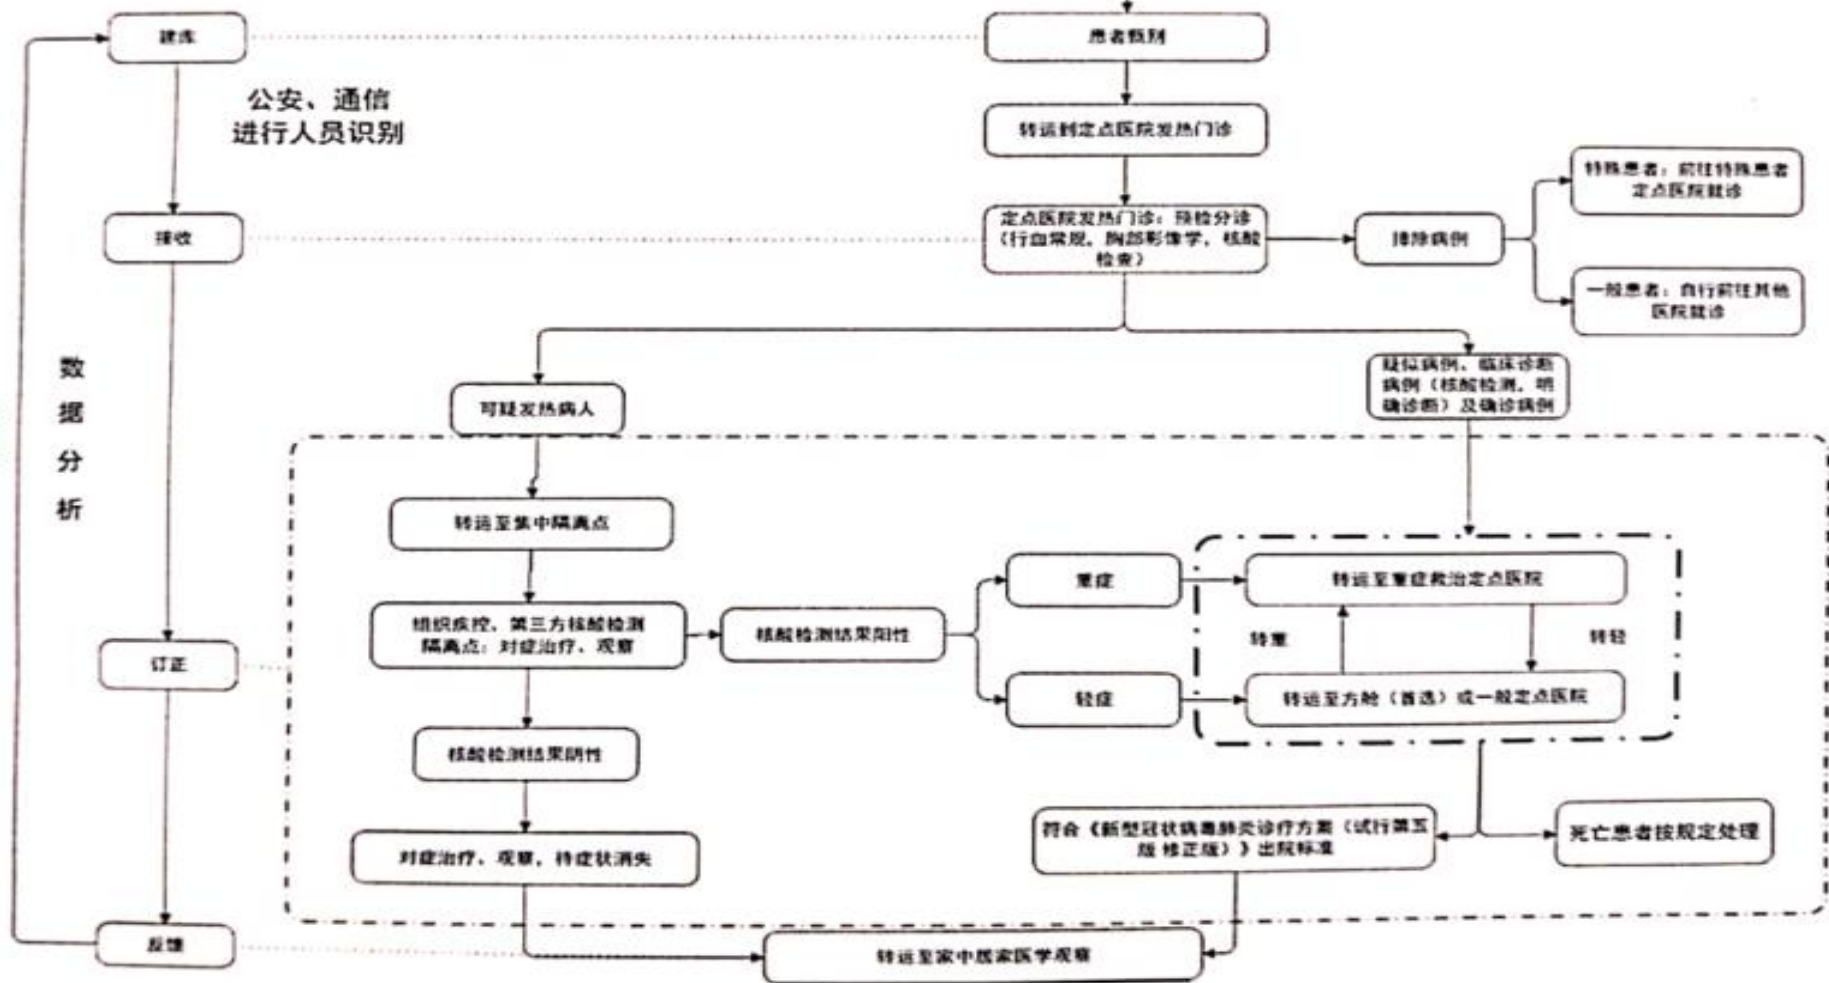 建库
患者甄别
公安、通信
进行人员识别
转运到定点医院发热门诊
特殊患者：前往特殊患者
定点医院就诊
接收
定点医院发热门诊：预检分诊
（行血常规，胸部影像学，核酸
检查）
排除病例
一般患者：自行前往其他
医院就诊
数
据
分
析
可疑发热病人
疑似病例、临床诊断
病例（核酸检测，明
确诊断）及确诊病例
转运至集中隔离点
重症
转运至重症救治定点医院
组织疾控、第三方核酸检测
隔离点：对症治疗、观察
核酸检测结果阳性
转重
转轻
订正
轻症
转运至方舱（首选）或一般定点医院
核酸检测结果阴性
对症治疗、观察，待症状消失
符合《新型冠状病毒肺炎诊疗方案（试行第五
版 修正版）》出院标准
死亡患者按规定处理
反馈
转运至家中居家医学观察